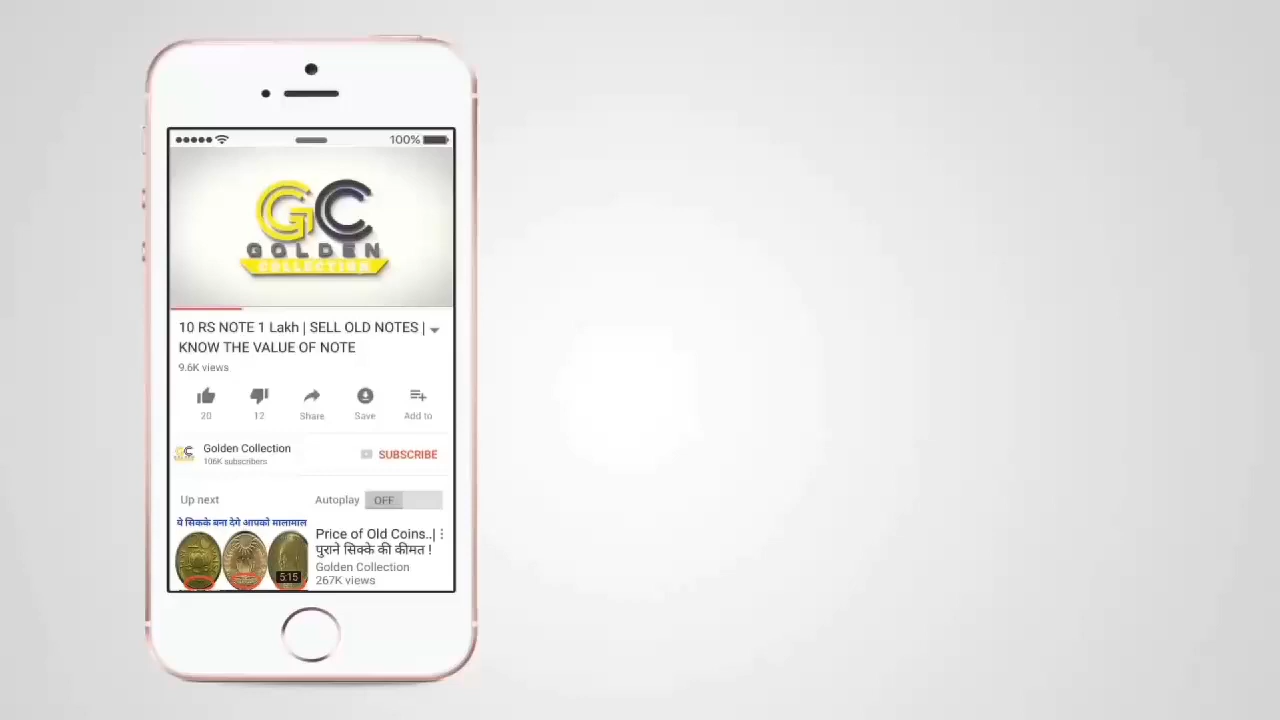 100%
GC
GOLDEN
COLLECTION
10 RS NOTE 1 Lakh | SELL OLD NOTES |
KNOW THE VALUE OF NOTE
9.6K views
20 12 Share Save Add to
GC
GOLDEN
Golden Collection
106K subscribers
SUBSCRIBE
Up next Autoplay OFF
ये सिक्के बना देगे आपको मालामाल
5:15
Price of Old Coins..|
पुराने सिक्के की कीमत !
Golden Collection
267K views